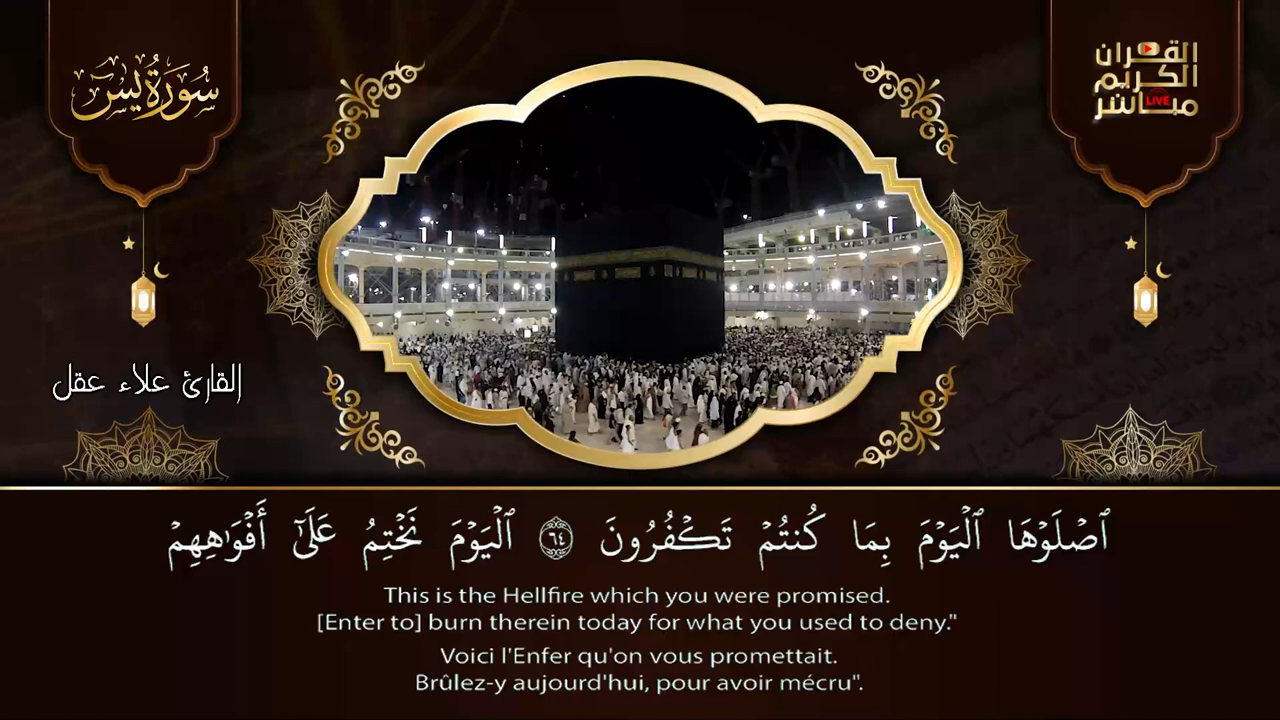 سُورَةُ يسٓ
القرآن
الكريم
مباشر
LIVE
القارئ علاء عقل
ٱصۡلَوۡهَا ٱلۡيَوۡمَ بِمَا كُنتُمۡ تَكۡفُرُونَ ٦٤ ٱلۡيَوۡمَ نَخۡتِمُ عَلَىٰٓ أَفۡوَٰهِهِمۡ
This is the Hellfire which you were promised.
[Enter to] burn therein today for what you used to deny."
Voici l'Enfer qu'on vous promettait.
Brûlez-y aujourd'hui, pour avoir mécru".